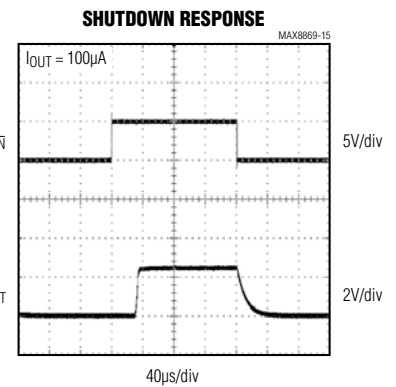 SHUTDOWN RESPONSE
MAX8869-15
IOUT = 100µA
5V/div
2V/div
40µs/div